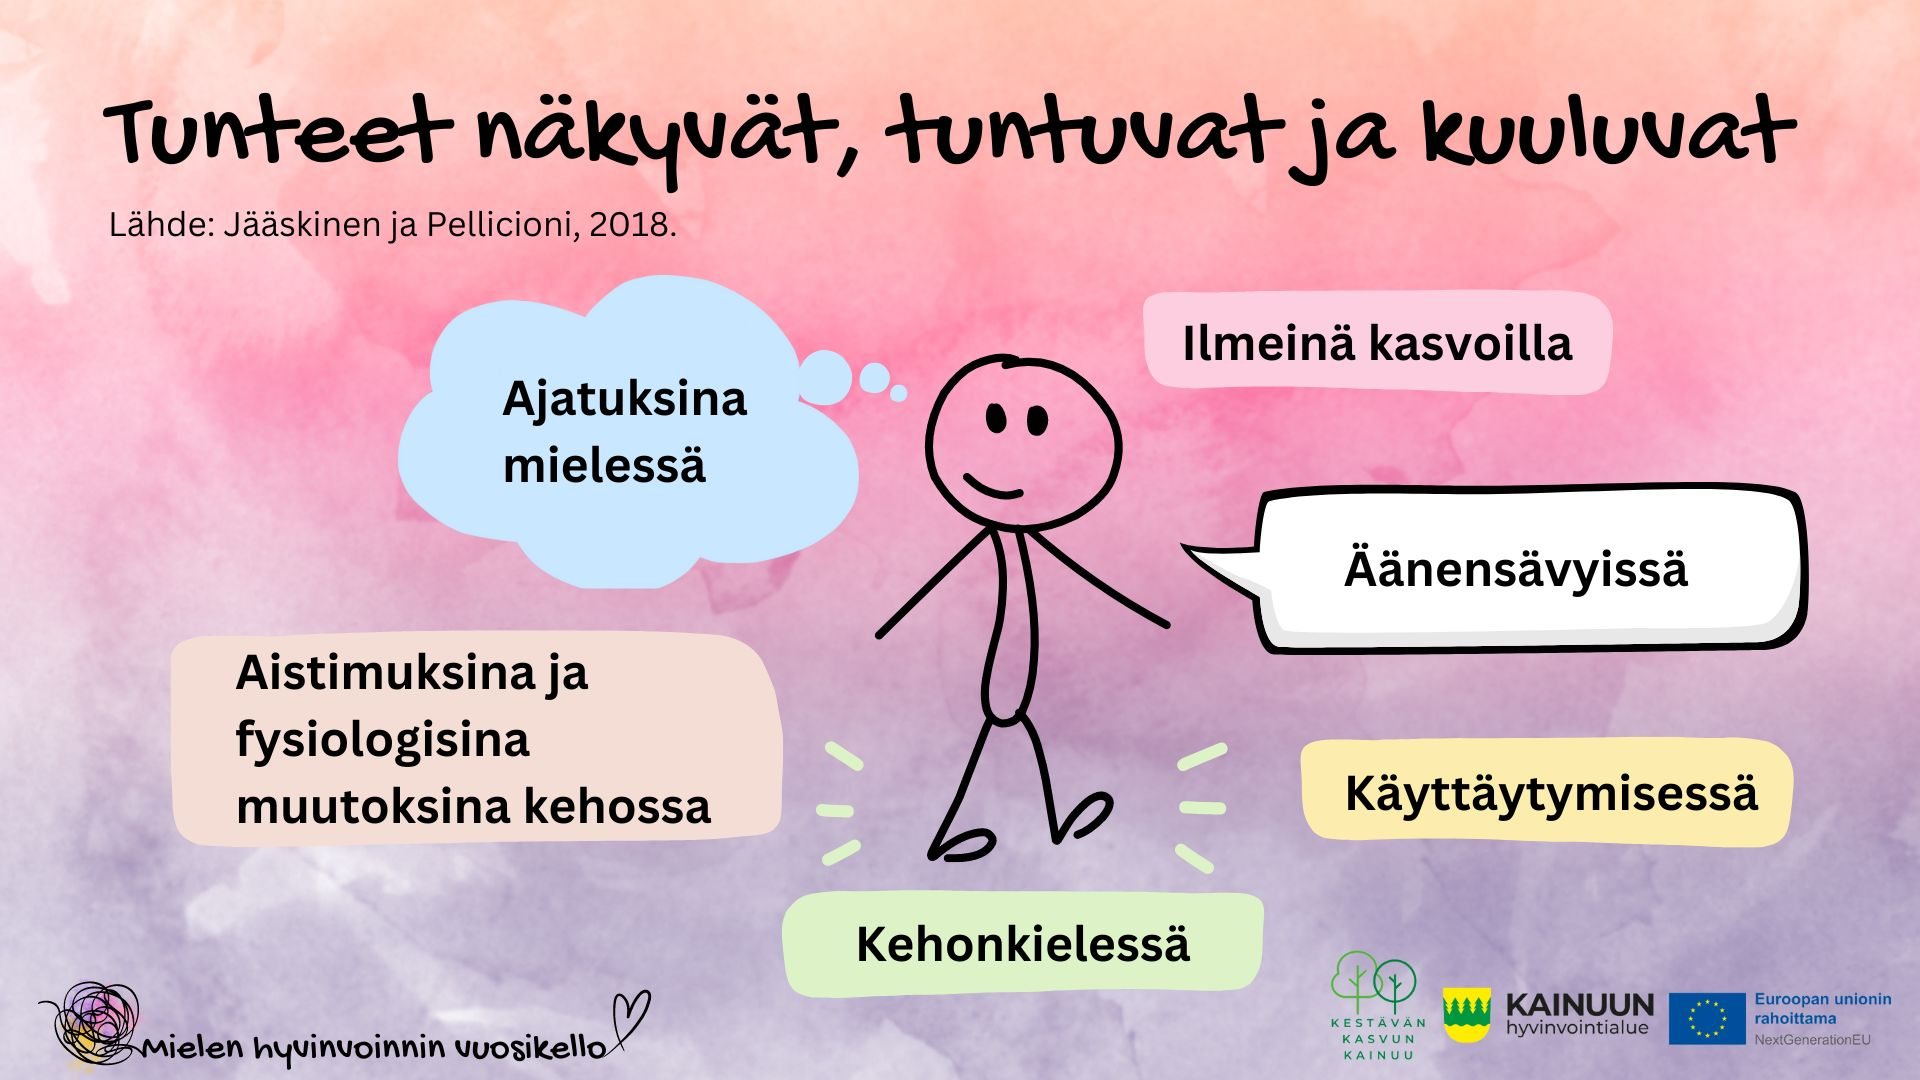 Tunteet näkyvät, tuntuvat ja kuuluvat
Lähde: Jääskinen ja Pellicioni, 2018.
Ilmeinä kasvoilla
Ajatuksina
mielessä
Äänensävyissä
Aistimuksina ja
fysiologisina
muutoksina kehossa
Käyttäytymisessä
Kehonkielessä
Mielen hyvinvoinnin vuosikello
KESTÄVÄN
KASVUN
KAINUU
KAINUUN
hyvinvointialue
Euroopan unionin
rahoittama
NextGenerationEU